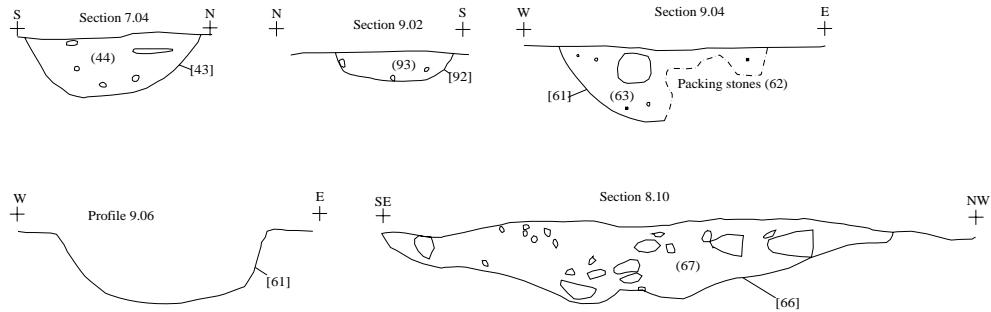 Section 7.04
S N
(44)
[43]
Section 9.02
N S
(93)
[92]
Section 9.04
W E
[61]
(63)
Packing stones (62)
W E
Profile 9.06
[61]
Section 8.10
SE NW
(67)
[66]